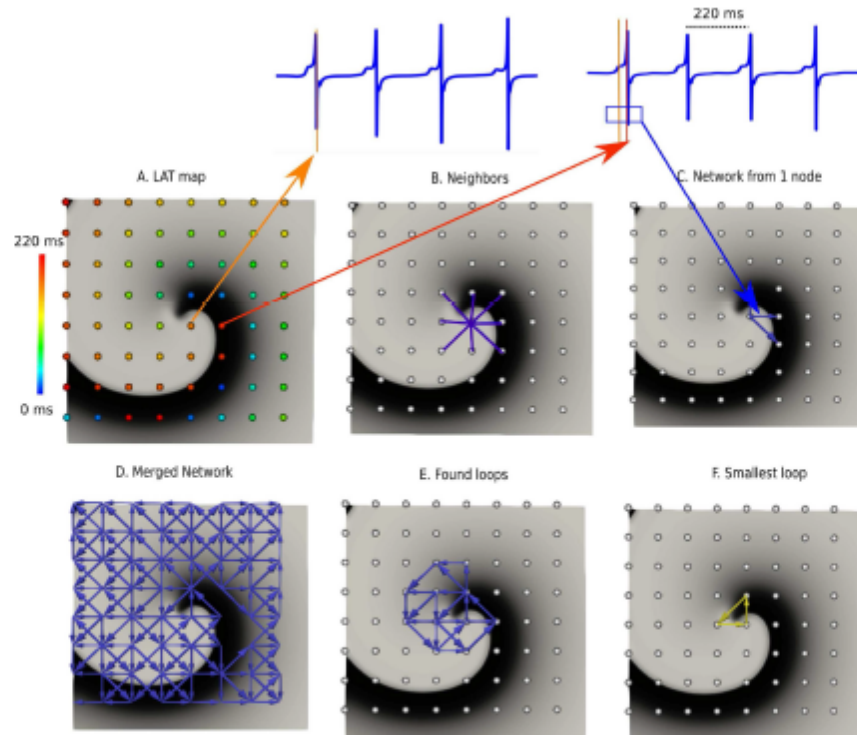 220 ms
A. LAT map
B. Neighbors
C. Network from 1 node
220 ms
0 ms
D. Merged Network
E. Found loops
F. Smallest loop